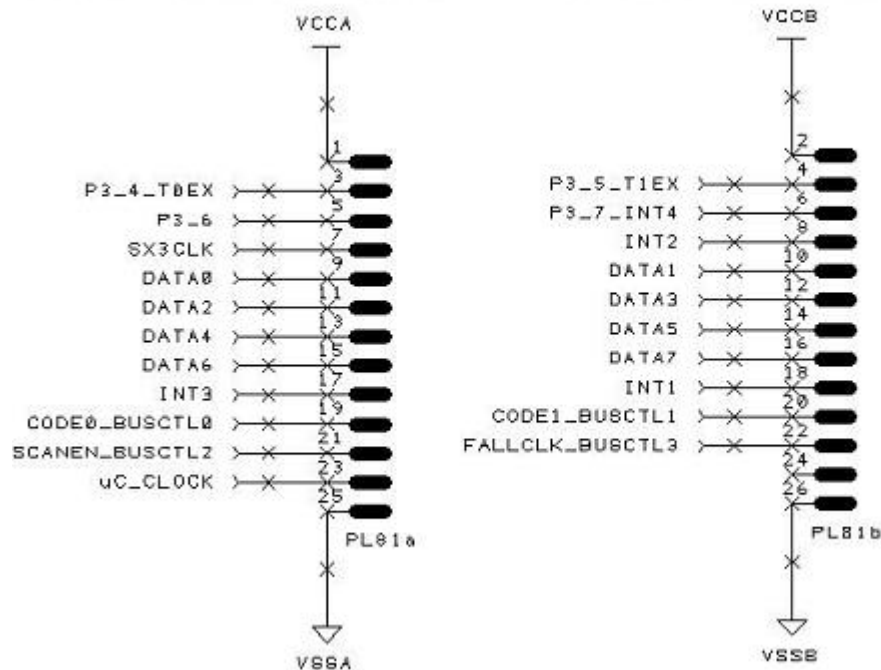 VCCA
1
P3_4_T0EX 3
P3_6 5
SX3CLK 7
DATA0 9
DATA2 11
DATA4 13
DATA6 15
INT3 17
CODE0_BUSCTL0 19
SCANEN_BUSCTL2 21
uC_CLOCK 23
25
PL81a
VSSA
VCCB
2
P3_5_T1EX 4
P3_7_INT4 6
INT2 8
DATA1 10
DATA3 12
DATA5 14
DATA7 16
INT1 18
CODE1_BUSCTL1 20
FALLCLK_BUSCTL3 22
24
26
PL81b
VSSB